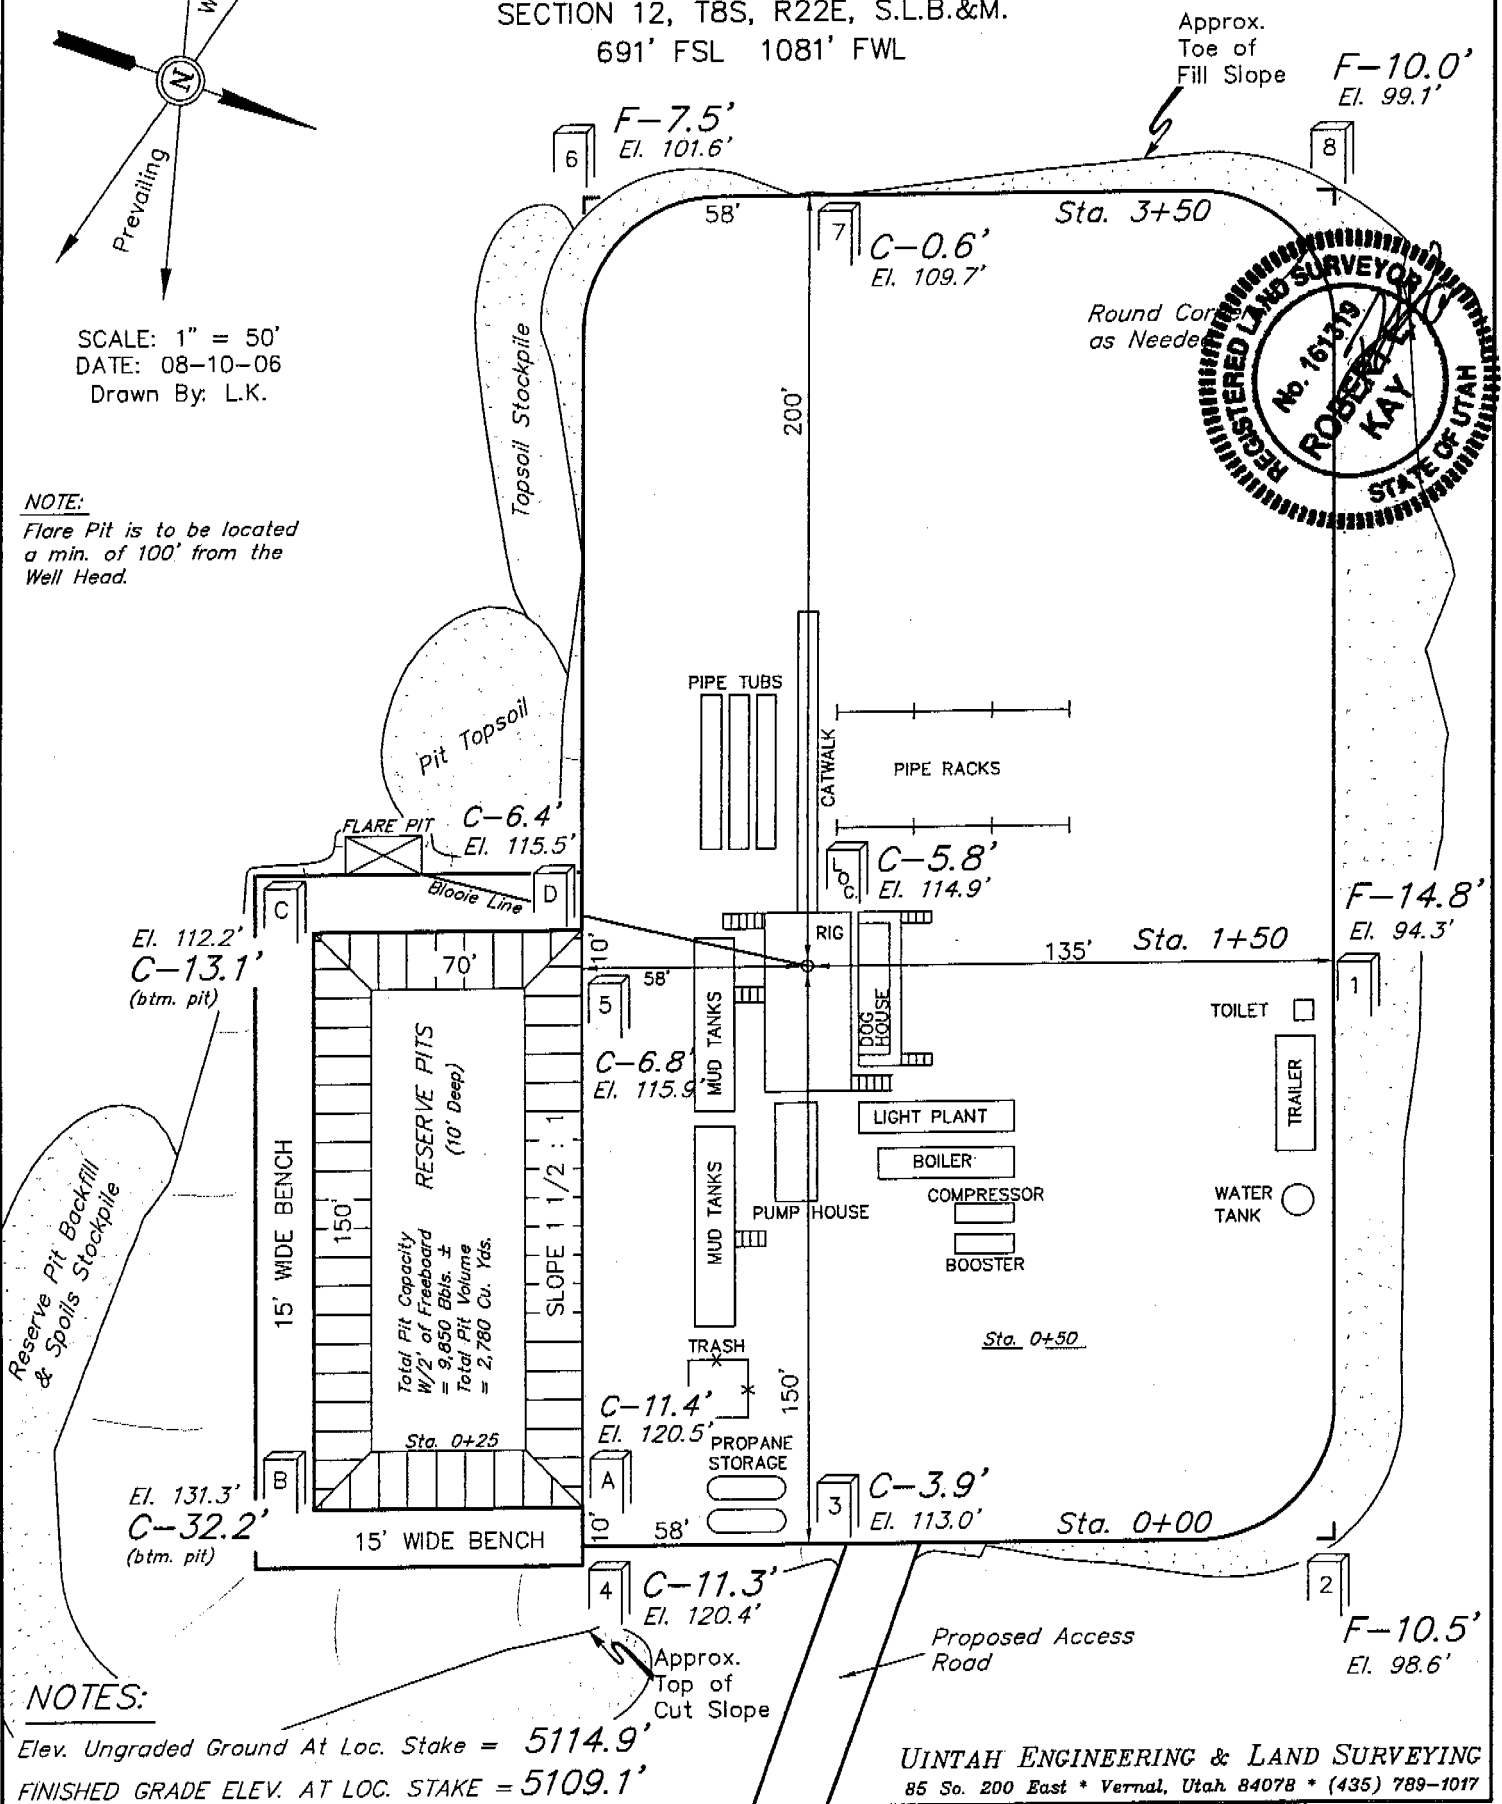 SECTION 12, T8S, R22E, S.L.B.&M.
691' FSL 1081' FWL
W
N
Prevailing
SCALE: 1" = 50'
DATE: 08-10-06
Drawn By: L.K.
NOTE:
Flare Pit is to be located
a min. of 100' from the
Well Head.
Approx.
Toe of
Fill Slope
F-10.0'
El. 99.1'
8
F-7.5'
El. 101.6'
6
58'
7
C-0.6'
El. 109.7'
Sta. 3+50
Round Cor
as Neede
REGISTERED LAND SURVEYOR
No. 161319
ROBERT L.
KAY
STATE OF UTAH
Topsoil Stockpile
200'
Pit Topsoil
PIPE TUBS
CATWALK
PIPE RACKS
FLARE PIT
C-6.4'
El. 115.5'
Blooie Line
D
C
LOC.
C-5.8'
El. 114.9'
F-14.8'
El. 94.3'
1
El. 112.2'
C-13.1'
(btm. pit)
70'
10'
58'
RIG
135'
Sta. 1+50
5
C-6.8'
El. 115.9'
MUD TANKS
DOG
HOUSE
TOILET
TRAILER
LIGHT PLANT
BOILER
COMPRESSOR
BOOSTER
PUMP HOUSE
MUD TANKS
WATER
TANK
RESERVE PITS
(10' Deep)
Total Pit Capacity
W/2' of Freeboard
= 9,850 Bbls. ±
Total Pit Volume
= 2,780 Cu. Yds.
SLOPE 1 1/2 : 1
150'
15' WIDE BENCH
Reserve Pit Backfill
& Spoils Stockpile
Sta. 0+50
TRASH
150'
C-11.4'
El. 120.5'
PROPANE
STORAGE
Sta. 0+25
B
A
El. 131.3'
C-32.2'
(btm. pit)
15' WIDE BENCH
10'
58'
3
C-3.9'
El. 113.0'
Sta. 0+00
4
C-11.3'
El. 120.4'
2
F-10.5'
El. 98.6'
Approx.
Top of
Cut Slope
Proposed Access
Road
NOTES:
Elev. Ungraded Ground At Loc. Stake = 5114.9'
FINISHED GRADE ELEV. AT LOC. STAKE = 5109.1'
UINTAH ENGINEERING & LAND SURVEYING
85 So. 200 East * Vernal, Utah 84078 * (435) 789-1017